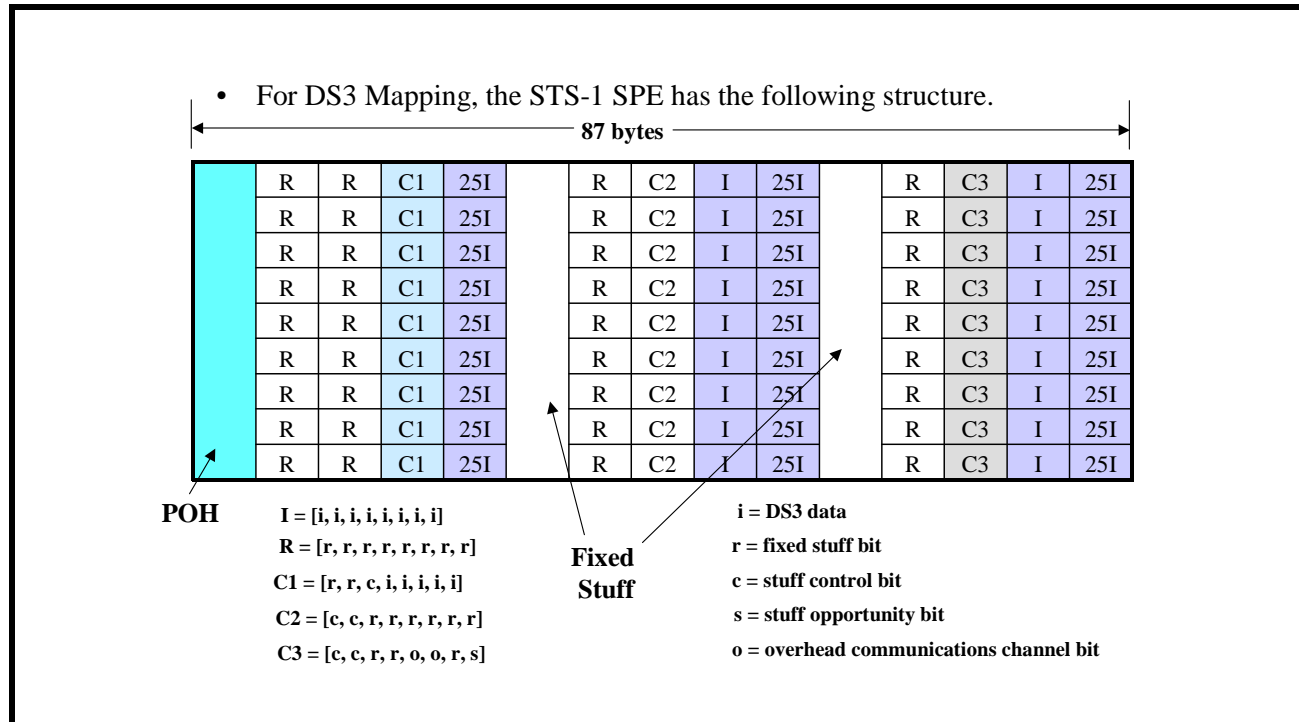 • For DS3 Mapping, the STS-1 SPE has the following structure.
87 bytes
R R C1 25I R C2 I 25I R C3 I 25I
R R C1 25I R C2 I 25I R C3 I 25I
R R C1 25I R C2 I 25I R C3 I 25I
R R C1 25I R C2 I 25I R C3 I 25I
R R C1 25I R C2 I 25I R C3 I 25I
R R C1 25I R C2 I 25I R C3 I 25I
R R C1 25I R C2 I 25I R C3 I 25I
R R C1 25I R C2 I 25I R C3 I 25I
R R C1 25I R C2 I 25I R C3 I 25I
POH
I = [i, i, i, i, i, i, i, i]
R = [r, r, r, r, r, r, r, r]
C1 = [r, r, c, i, i, i, i, i]
C2 = [c, c, r, r, r, r, r, r]
C3 = [c, c, r, r, o, o, r, s]
Fixed
Stuff
i = DS3 data
r = fixed stuff bit
c = stuff control bit
s = stuff opportunity bit
o = overhead communications channel bit